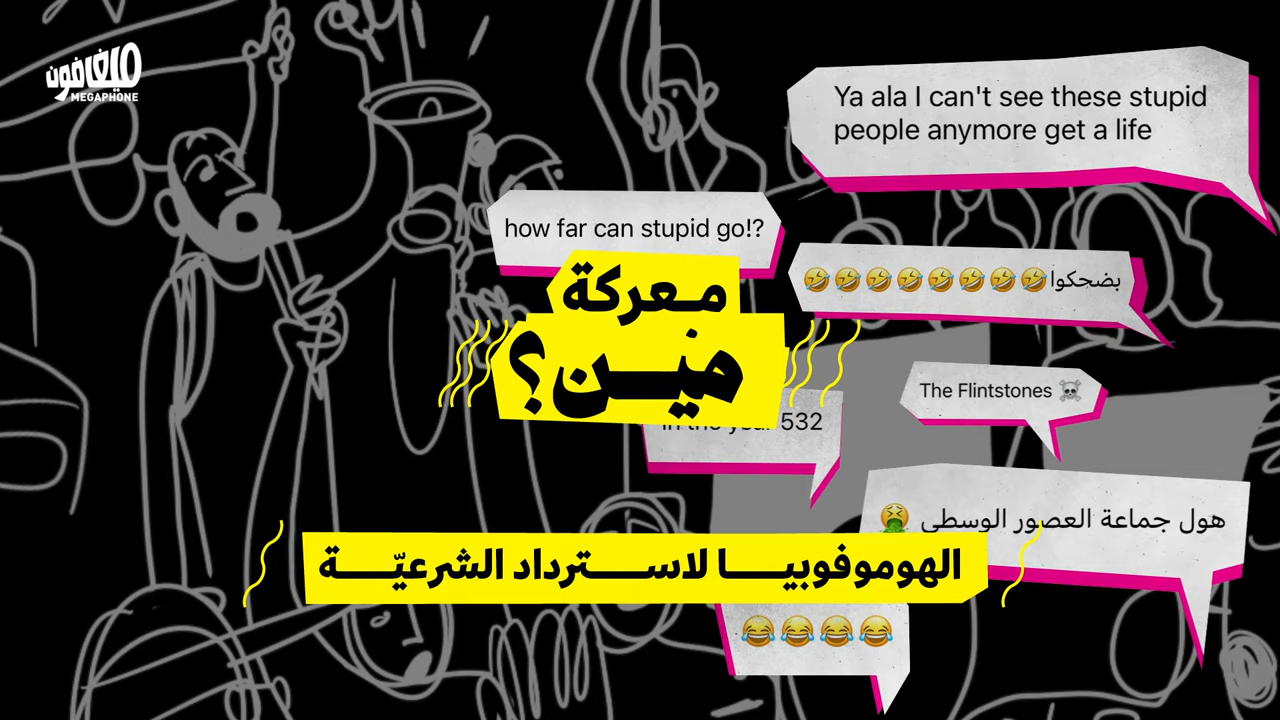 ميغافون
MEGAPHONE
Ya ala I can't see these stupid
people anymore get a life
how far can stupid go!?
بضحكوا🤣🤣🤣🤣🤣🤣🤣🤣
معركة
مين؟
The Flintstones ☠️
in the year 532
هول جماعة العصور الوسطى 🤮
الهوموفوبيا لاسترداد الشرعيّة
😂😂😂😂